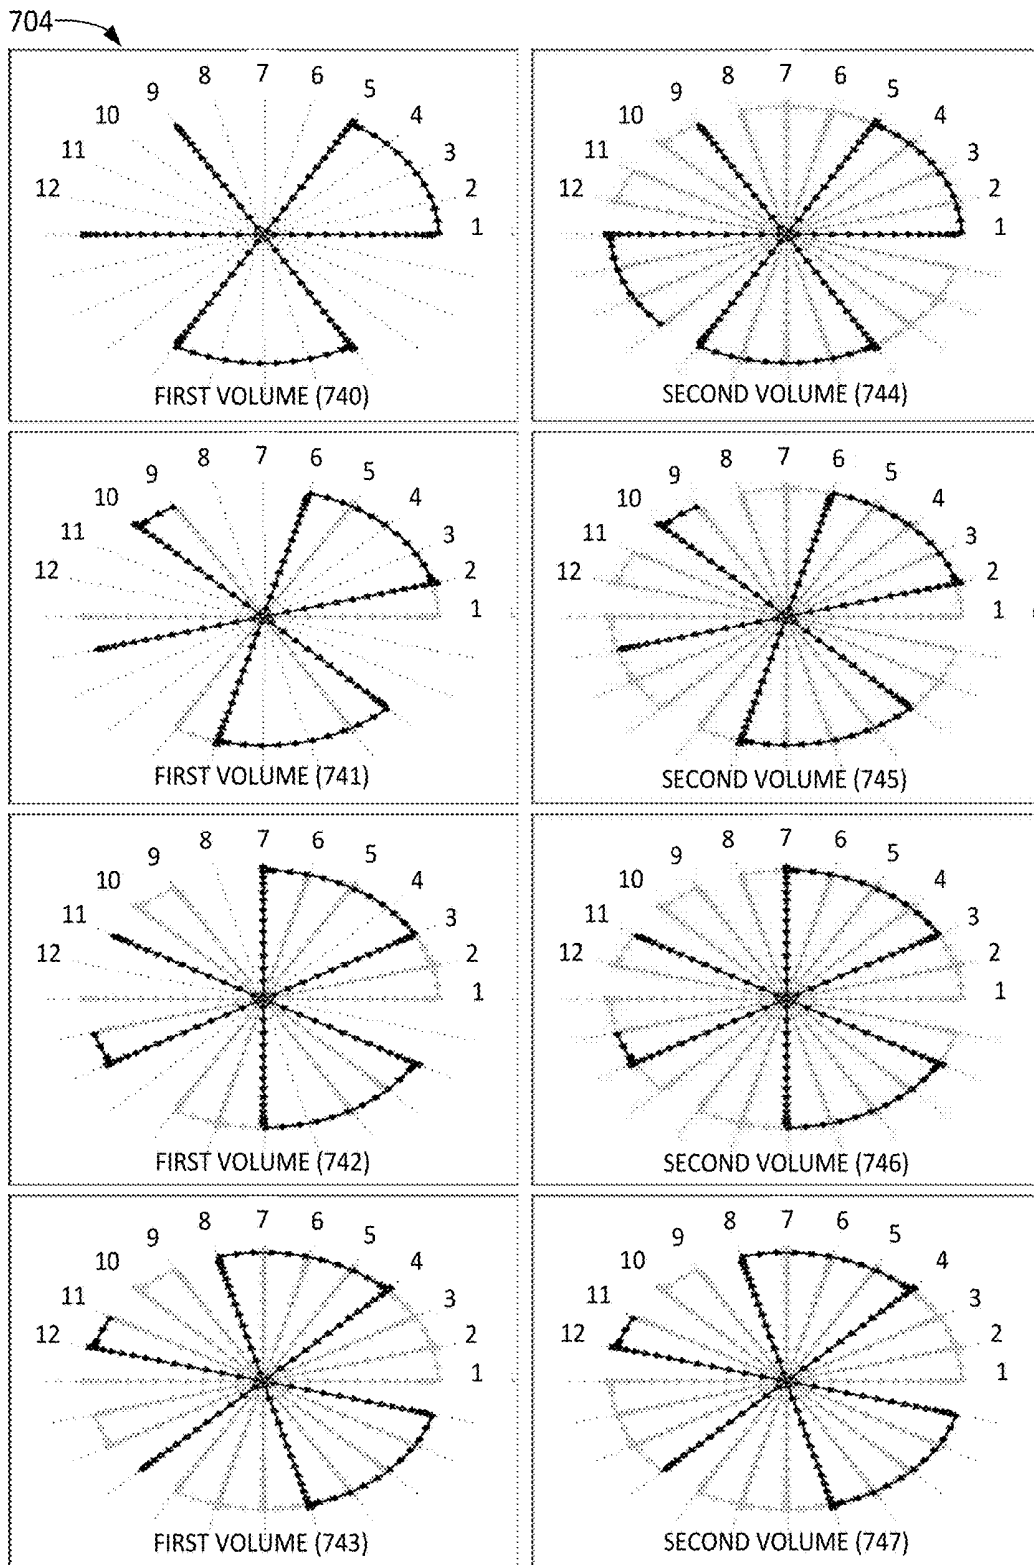 704
9 8 7 6 5
10 4
11 3
12 2
1
FIRST VOLUME (740)
9 8 7 6 5
10 4
11 3
12 2
1
SECOND VOLUME (744)
8 7 6
9 5
10 4
11 3
12 2
1
FIRST VOLUME (741)
8 7 6
9 5
10 4
11 3
12 2
1
SECOND VOLUME (745)
8 7 6
9 5
10 4
11 3
12 2
1
FIRST VOLUME (742)
8 7 6
9 5
10 4
11 3
12 2
1
SECOND VOLUME (746)
8 7 6
9 5
10 4
11 3
12 2
1
FIRST VOLUME (743)
8 7 6
9 5
10 4
11 3
12 2
1
SECOND VOLUME (747)